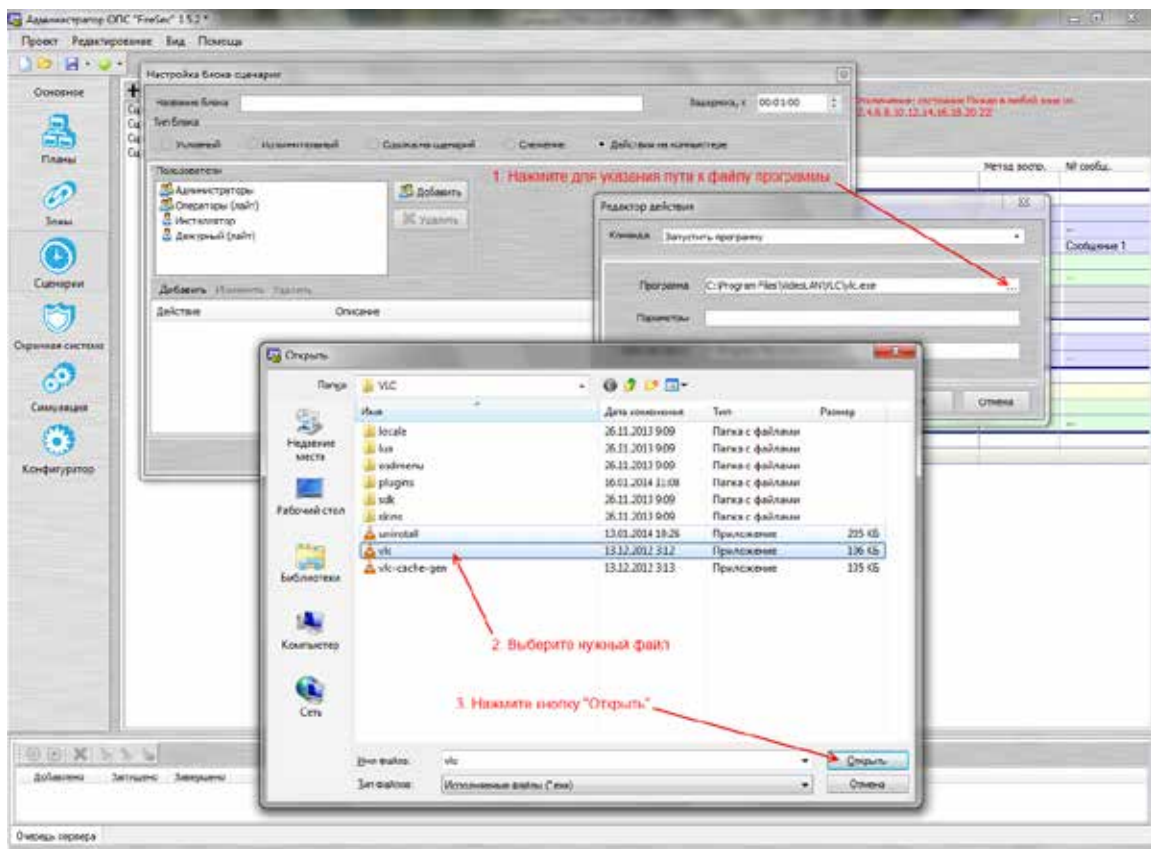 Администратор ОПС "FireSec" 1.5.2 *
Проект Редактирование Вид Помощь
Основное
Планы
Зоны
Сценарии
Охранная система
Симуляция
Конфигуратор
Настройка блока сценария
Название блока
Задержка, с 00:01:00
Тип блока
Условный Исполнительный Слежение Действия на компьютере
Пользователи
Администраторы
Операторы (лайт)
Инсталлятор
Дежурный (лайт)
Добавить
Удалить
Добавить Изменить Удалить
Действие Описание
1. Нажмите для указания пути к файлу программы
Метод воспр. № сообщ.
Сообщение 1
Редактор действия
Команда Запустить программу
Программа C:\Program Files\VideoLAN\VLC\vlc.exe ...
Параметры
Отмена
Открыть
Папка: VLC
Имя Дата изменения Тип Размер
locale 26.11.2013 9:09 Папка с файлами
lua 26.11.2013 9:09 Папка с файлами
osdmenu 26.11.2013 9:09 Папка с файлами
plugins 16.01.2014 11:08 Папка с файлами
sdk 26.11.2013 9:09 Папка с файлами
skins 26.11.2013 9:09 Папка с файлами
uninstall 13.01.2014 18:26 Приложение КБ
vlc 13.12.2012 3:12 Приложение КБ
vlc-cache-gen 13.12.2012 3:13 Приложение КБ
Недавние места
Рабочий стол
Библиотеки
Компьютер
Сеть
2. Выберите нужный файл
3. Нажмите кнопку "Открыть"
Имя файла: vlc
Открыть
Тип файлов: Исполняемые файлы (*.exe)
Отмена
Добавлено Запущено Завершено
Очередь сервера